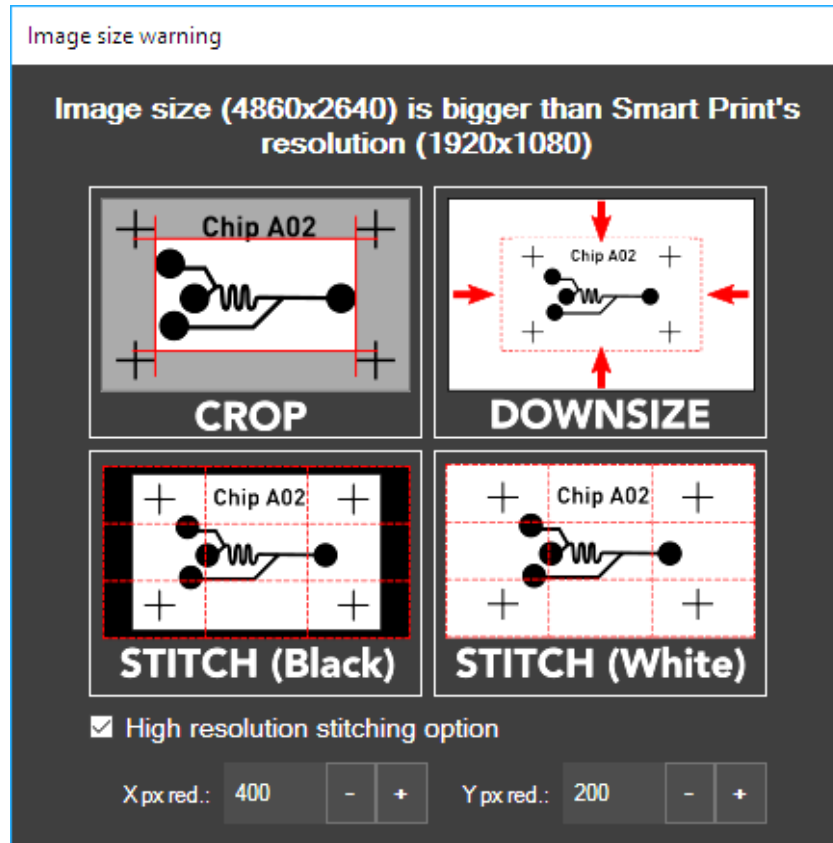 Image size warning
Image size (4860x2640) is bigger than Smart Print's
resolution (1920x1080)
Chip A02
CROP
Chip A02
DOWNSIZE
Chip A02
STITCH (Black)
Chip A02
STITCH (White)
High resolution stitching option
X px red.: 400 - +
Y px red.: 200 - +